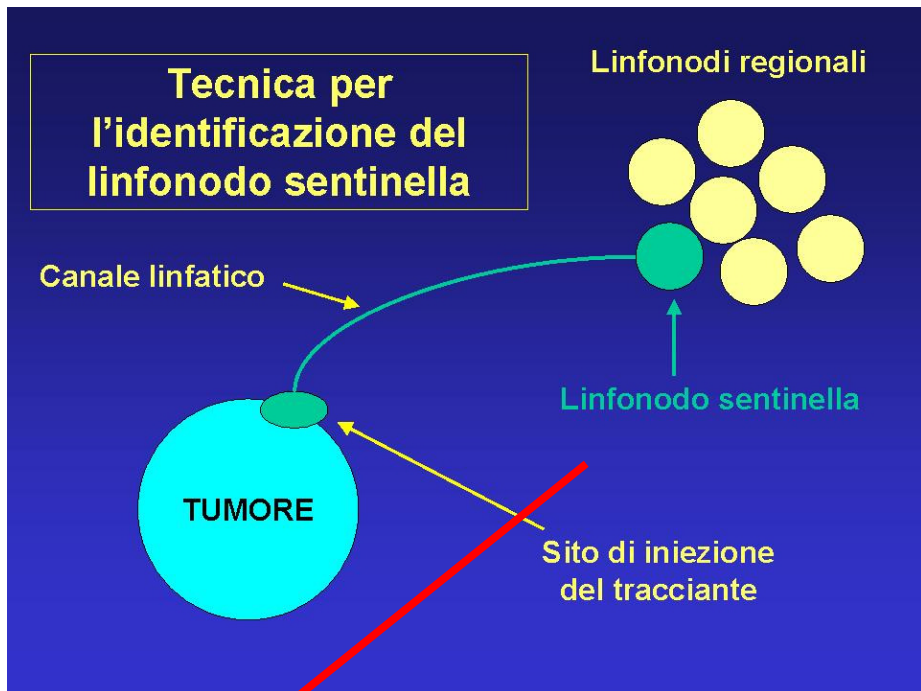 Tecnica per
l'identificazione del
linfonodo sentinella
Linfonodi regionali
Canale linfatico
Linfonodo sentinella
TUMORE
Sito di iniezione
del tracciante